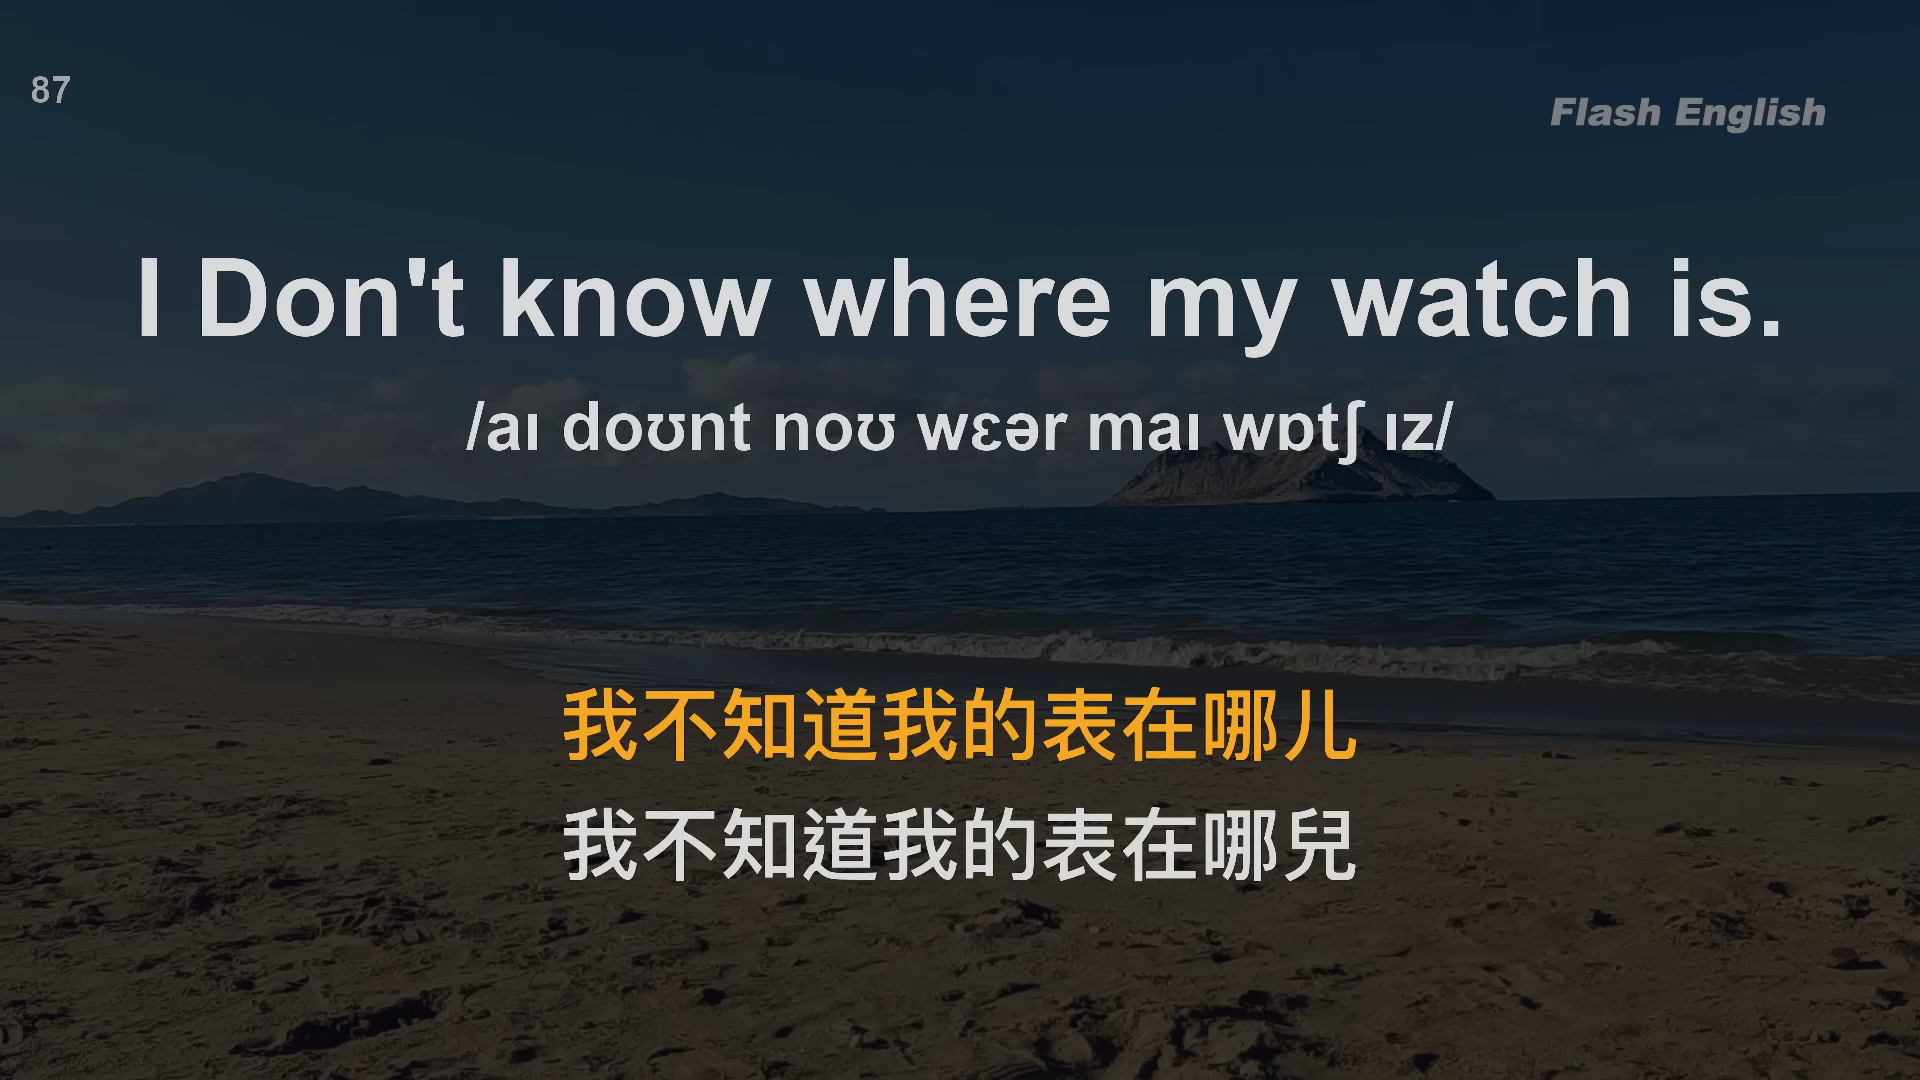 87
Flash English
I Don't know where my watch is.
/aɪ doʊnt noʊ wɛər maɪ wɒtʃ ɪz/
我不知道我的表在哪儿
我不知道我的表在哪兒